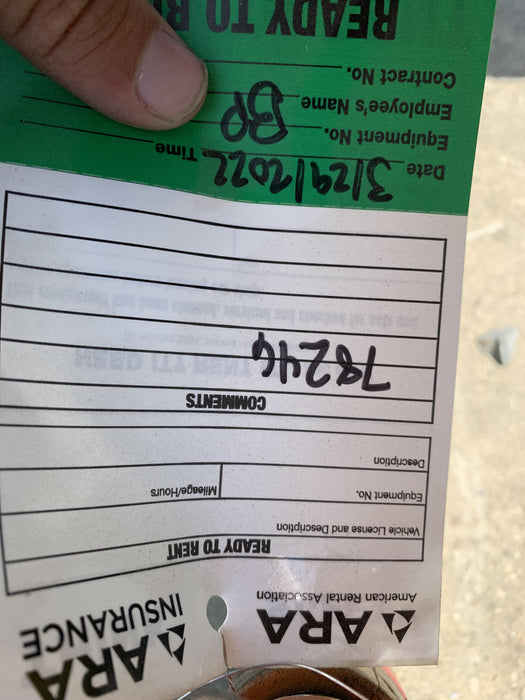 ARA
American Rental Association
ARA
INSURANCE
READY TO RENT
Vehicle License and Description
Equipment No. Mileage/Hours
Description
COMMENTS
78246
Date 3/29/2022 Time
Equipment No.
Employee's Name BP
Contract No.
READY TO